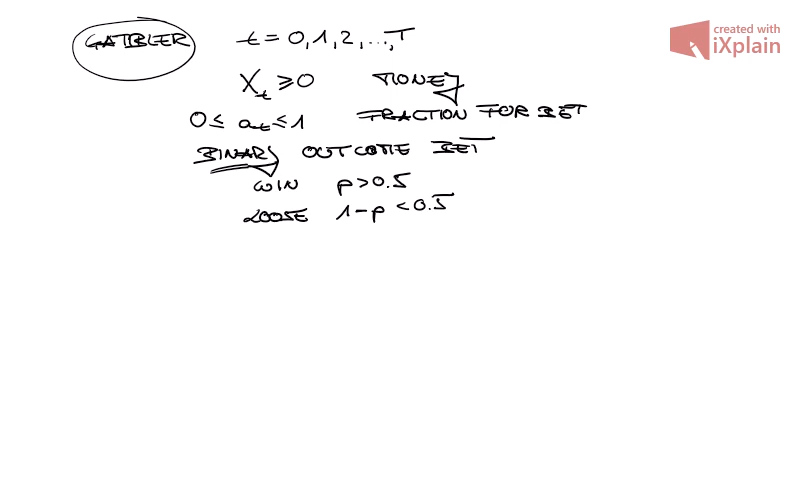 GAMBLER t = 0, 1, 2, ..., T
created with
iXplain
X_t ≥ 0 MONEY
0 ≤ a_t ≤ 1 FRACTION FOR BET
BINARY OUTCOME BET
WIN p > 0.5
LOOSE 1 - p < 0.5